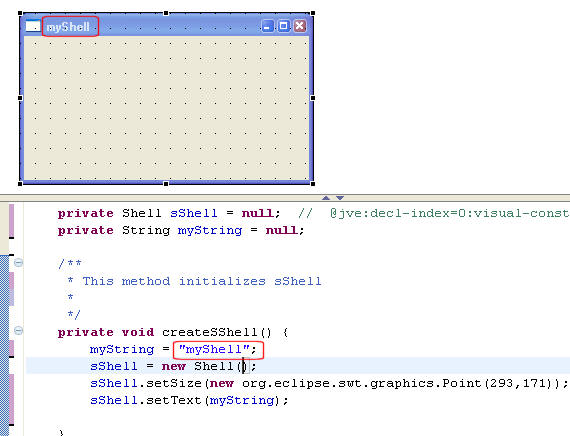 myShell
private Shell sShell = null;  //  @jve:decl-index=0:visual-const
private String myString = null;
/**
 * This method initializes sShell
 *
 */
private void createSShell() {
myString = "myShell";
sShell = new Shell();
sShell.setSize(new org.eclipse.swt.graphics.Point(293,171));
sShell.setText(myString);
}